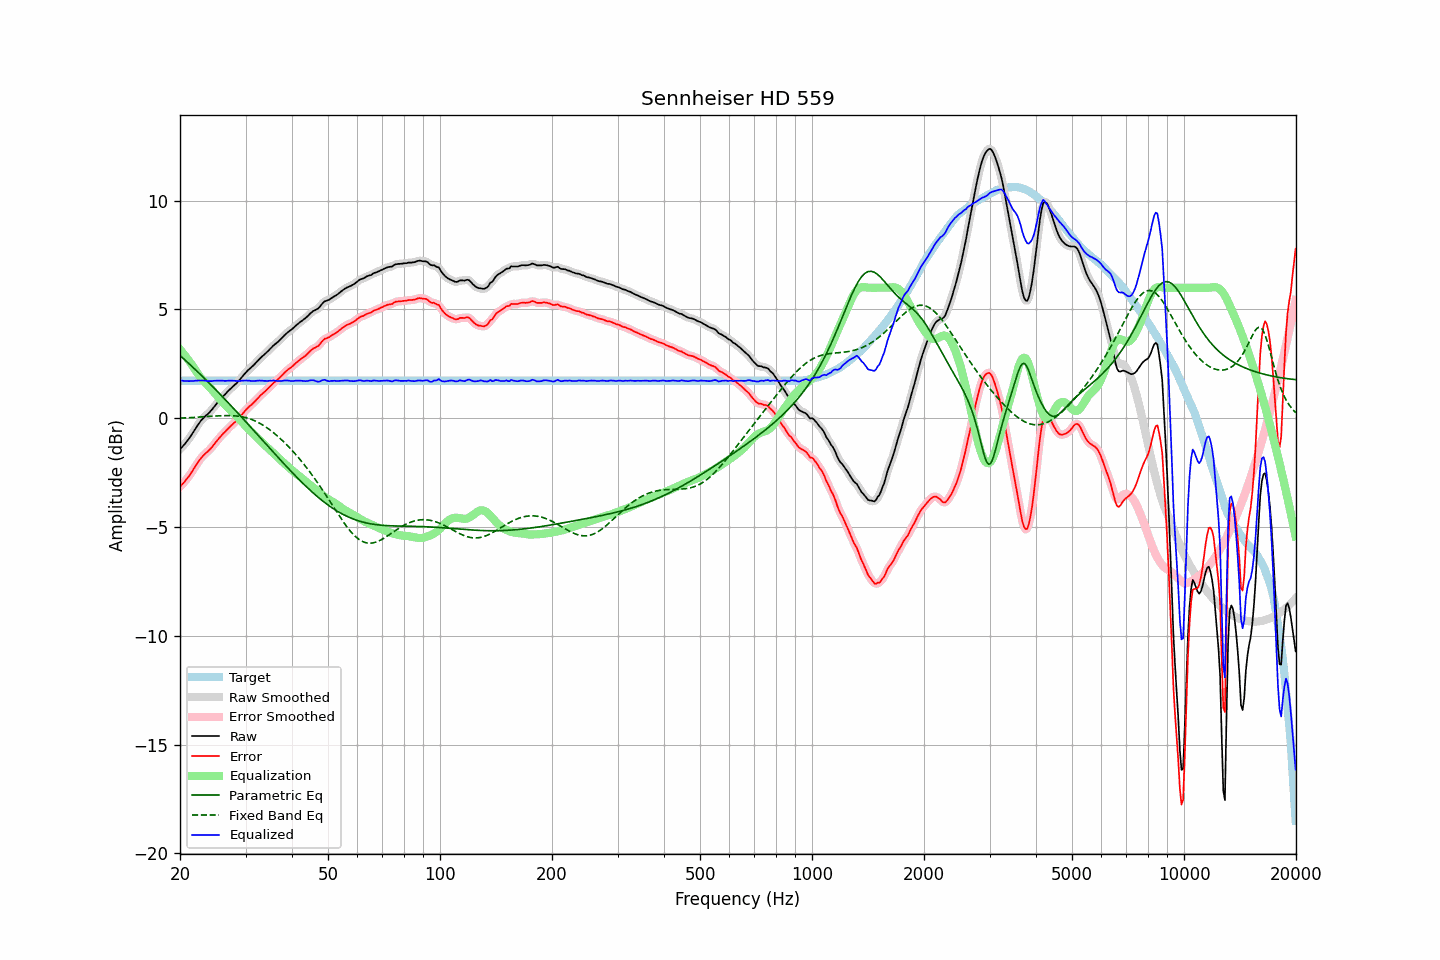 Sennheiser HD 559
Amplitude (dBr)
10
5
0
−5
−10
−15
−20
Target
Raw Smoothed
Error Smoothed
Raw
Error
Equalization
Parametric Eq
Fixed Band Eq
Equalized
20 50 100 200 500 1000 2000 5000 10000 20000
Frequency (Hz)